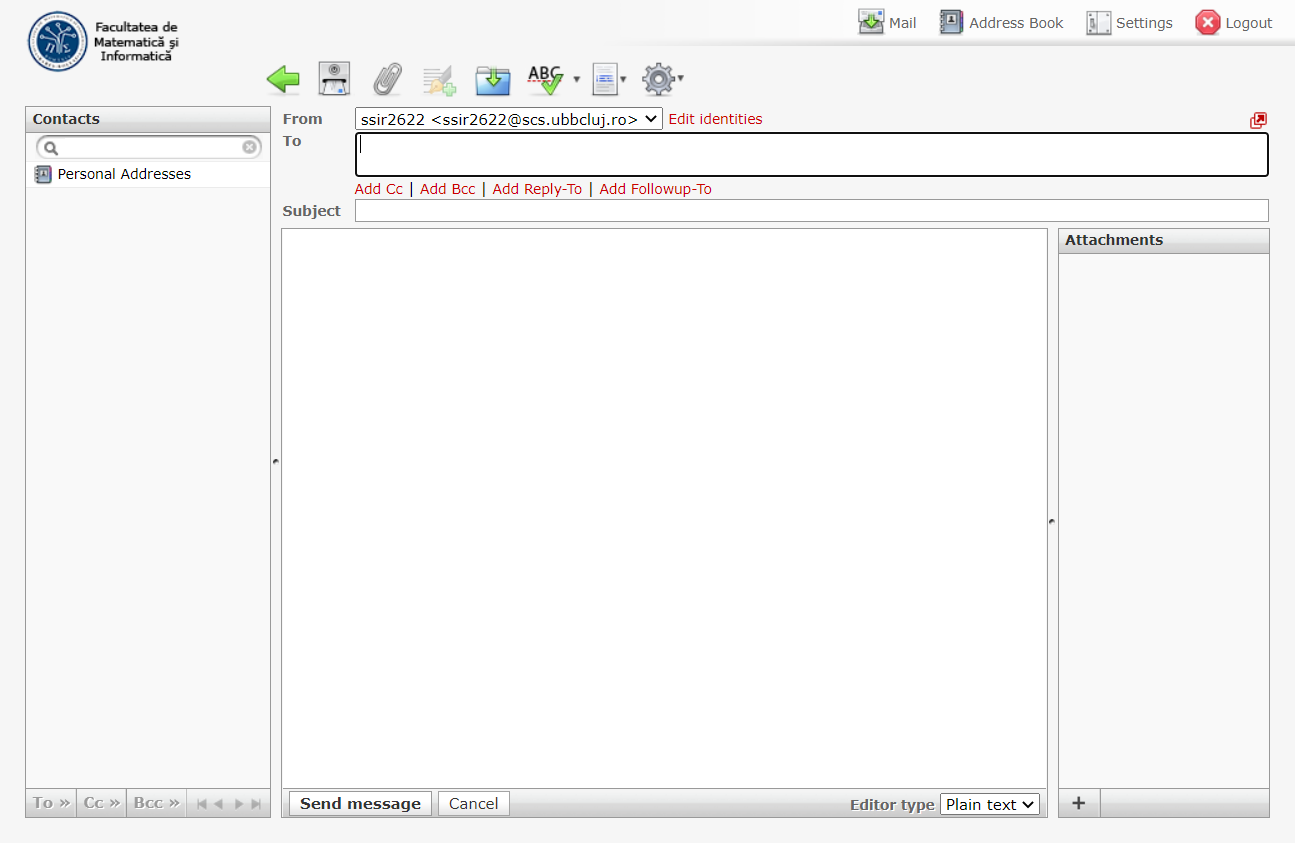 Facultatea de
Matematică şi
Informatică
Mail
Address Book
Settings
Logout
ABC
Contacts
Personal Addresses
From
ssir2622 <ssir2622@scs.ubbcluj.ro>
Edit identities
To
Add Cc | Add Bcc | Add Reply-To | Add Followup-To
Subject
Attachments
To »
Cc »
Bcc »
Send message
Cancel
Editor type
Plain text
+